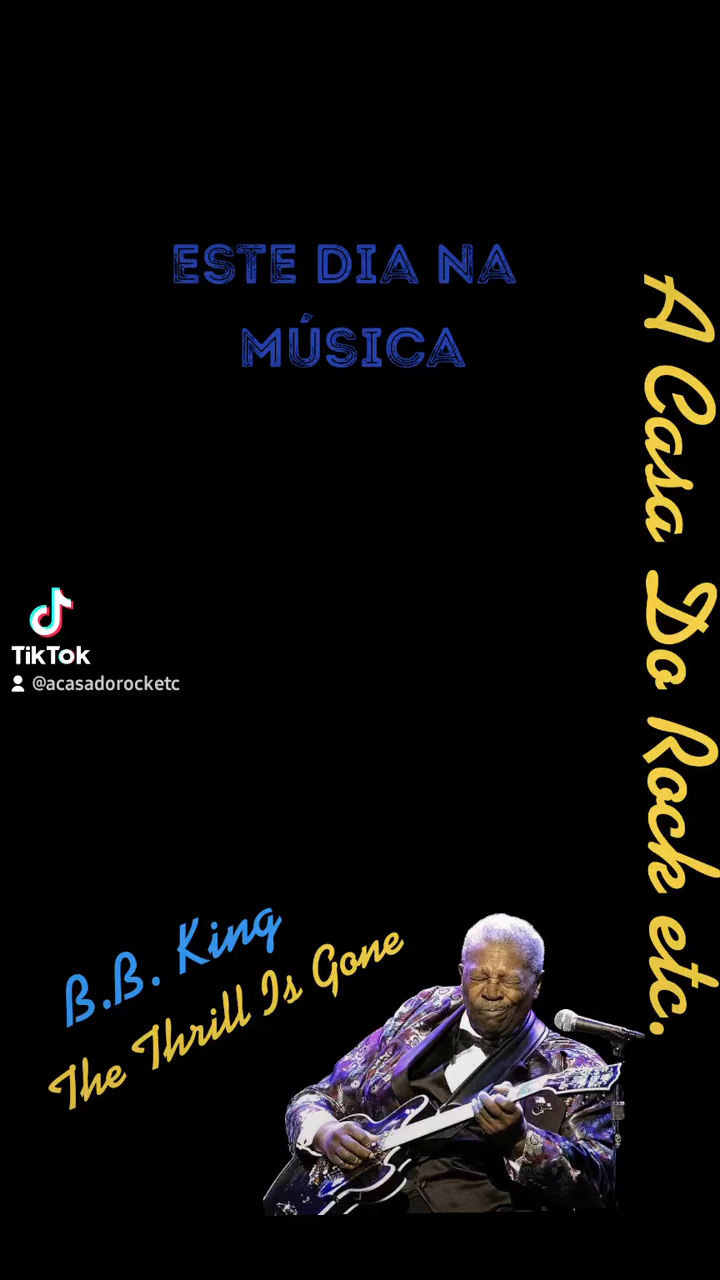 ESTE DIA NA
MÚSICA
A Casa Do Rock etc.
TikTok
@acasadorocketc
B.B. King
The Thrill Is Gone